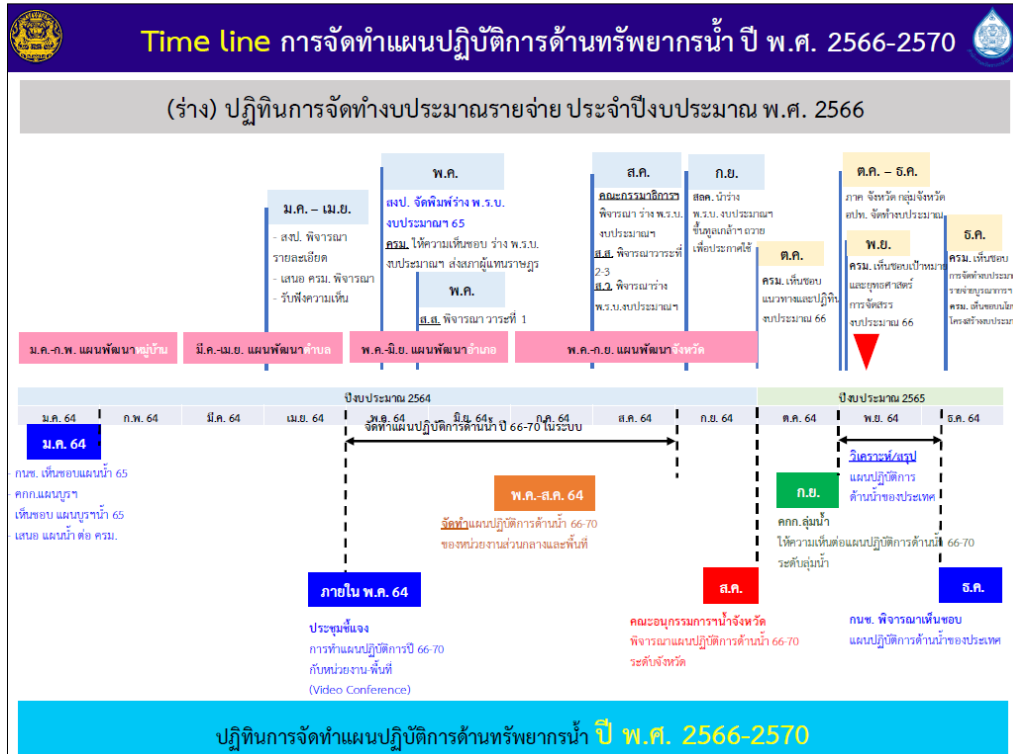 Time line การจัดทำแผนปฏิบัติการด้านทรัพยากรน้ำ ปี พ.ศ. 2566-2570
(ร่าง) ปฏิทินการจัดทำงบประมาณรายจ่าย ประจำปีงบประมาณ พ.ศ. 2566
ม.ค. – เม.ย.
- สงป. พิจารณา
รายละเอียด
- เสนอ ครม. พิจารณา
- รับฟังความเห็น
พ.ค.
สงป. จัดพิมพ์ร่าง พ.ร.บ.
งบประมาณฯ 65
ครม. ให้ความเห็นชอบ ร่าง พ.ร.บ.
งบประมาณฯ ส่งสภาผู้แทนราษฎร
พ.ค.
ส.ส. พิจารณา วาระที่ 1
ส.ค.
คณะกรรมาธิการฯ
พิจารณา ร่าง พ.ร.บ.
งบประมาณฯ
ส.ส. พิจารณาวาระที่
2-3
ส.ว. พิจารณาร่าง
พ.ร.บ.งบประมาณฯ
ก.ย.
สลค. นำร่าง
พ.ร.บ. งบประมาณฯ
ขึ้นทูลเกล้าฯ ถวาย
เพื่อประกาศใช้
ต.ค.
ครม. เห็นชอบ
แนวทางและปฏิทิน
งบประมาณ 66
ต.ค. – ธ.ค.
ภาค จังหวัด กลุ่มจังหวัด
อปท. จัดทำงบประมาณ
พ.ย.
ครม. เห็นชอบเป้าหมาย
และยุทธศาสตร์
การจัดสรร
งบประมาณ 66
ธ.ค.
ครม. เห็นชอบ
การจัดทำงบประมา
รายจ่ายบูรณาการฯ
ครม. เห็นชอบนโย
โครงสร้างงบประม
ม.ค.-ก.พ. แผนพัฒนาหมู่บ้าน
มี.ค.-เม.ย. แผนพัฒนาตำบล
พ.ค.-มิ.ย. แผนพัฒนาอำเภอ
พ.ค.-ก.ย. แผนพัฒนาจังหวัด
ปีงบประมาณ 2564
ปีงบประมาณ 2565
ม.ค. 64 ก.พ. 64 มี.ค. 64 เม.ย. 64 พ.ค. 64 มิ.ย. 64 ก.ค. 64 ส.ค. 64 ก.ย. 64 ต.ค. 64 พ.ย. 64 ธ.ค. 64
จัดทำแผนปฏิบัติการด้านน้ำ ปี 66-70 ในระบบ
ม.ค. 64
- กนช. เห็นชอบแผนน้ำ 65
- คกก.แผนบูรฯ
เห็นชอบ แผนบูรฯน้ำ 65
- เสนอ แผนน้ำ ต่อ ครม.
ภายใน พ.ค. 64
ประชุมชี้แจง
การทำแผนปฏิบัติการปี 66-70
กับหน่วยงาน-พื้นที่
(Video Conference)
พ.ค.-ส.ค. 64
จัดทำแผนปฏิบัติการด้านน้ำ 66-70
ของหน่วยงานส่วนกลางและพื้นที่
ส.ค.
คณะอนุกรรมการฯน้ำจังหวัด
พิจารณาแผนปฏิบัติการด้านน้ำ 66-70
ระดับจังหวัด
ก.ย.
คกก.ลุ่มน้ำ
ให้ความเห็นต่อแผนปฏิบัติการด้านน้ำ 66-70
ระดับลุ่มน้ำ
วิเคราะห์/สรุป
แผนปฏิบัติการ
ด้านน้ำของประเทศ
ธ.ค.
กนช. พิจารณาเห็นชอบ
แผนปฏิบัติการด้านน้ำของประเทศ
ปฏิทินการจัดทำแผนปฏิบัติการด้านทรัพยากรน้ำ ปี พ.ศ. 2566-2570